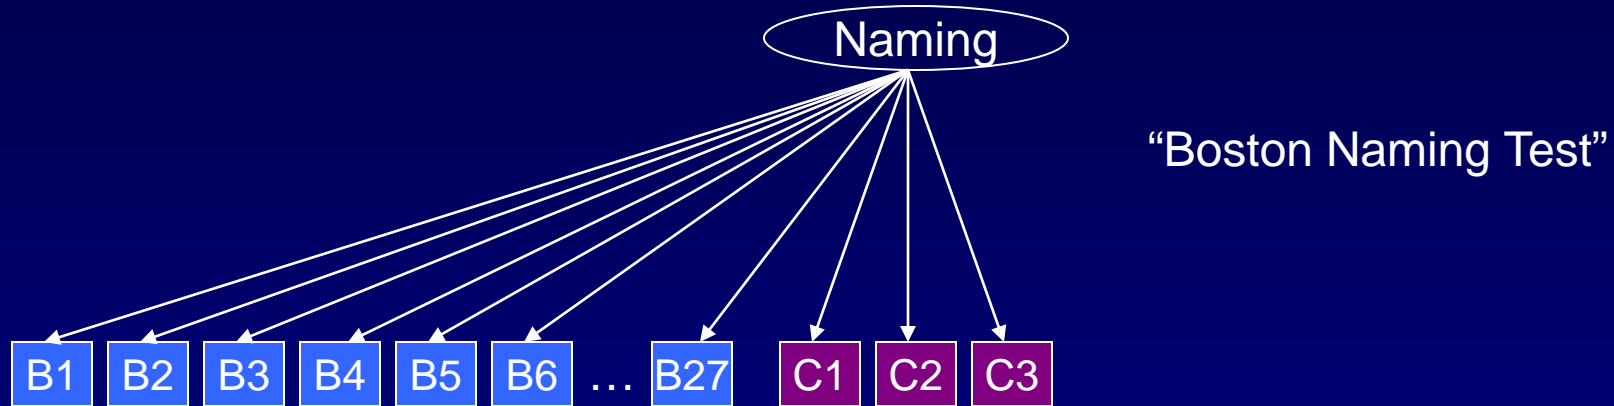 Naming
“Boston Naming Test”
B1 B2 B3 B4 B5 B6 … B27 C1 C2 C3